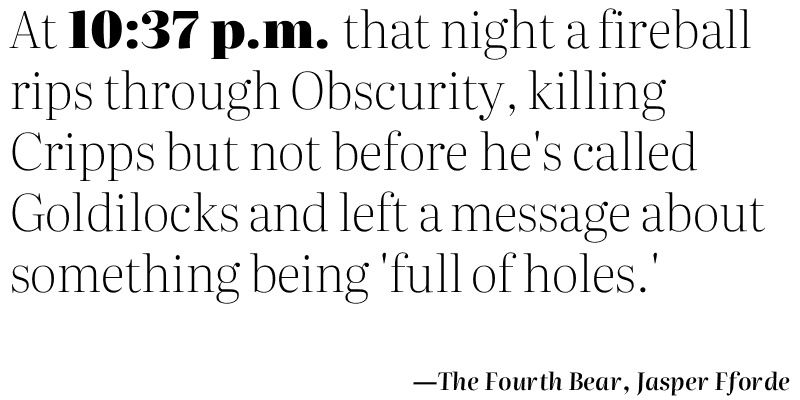 At 10:37 p.m. that night a fireball
rips through Obscurity, killing
Cripps but not before he's called
Goldilocks and left a message about
something being 'full of holes.'
—The Fourth Bear, Jasper Fforde